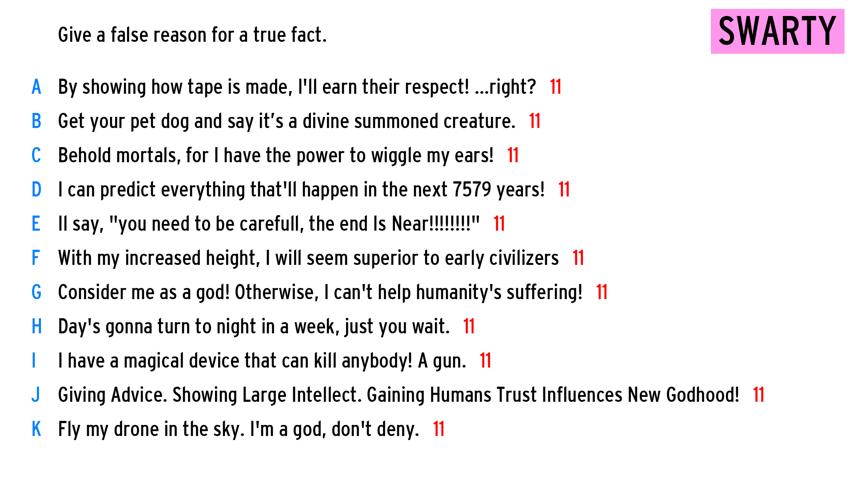 Give a false reason for a true fact.
SWARTY
A By showing how tape is made, I'll earn their respect! ...right? 11
B Get your pet dog and say it’s a divine summoned creature. 11
C Behold mortals, for I have the power to wiggle my ears! 11
D I can predict everything that'll happen in the next 7579 years! 11
E Il say, "you need to be carefull, the end Is Near!!!!!!!!" 11
F With my increased height, I will seem superior to early civilizers 11
G Consider me as a god! Otherwise, I can't help humanity's suffering! 11
H Day's gonna turn to night in a week, just you wait. 11
I I have a magical device that can kill anybody! A gun. 11
J Giving Advice. Showing Large Intellect. Gaining Humans Trust Influences New Godhood! 11
K Fly my drone in the sky. I'm a god, don't deny. 11